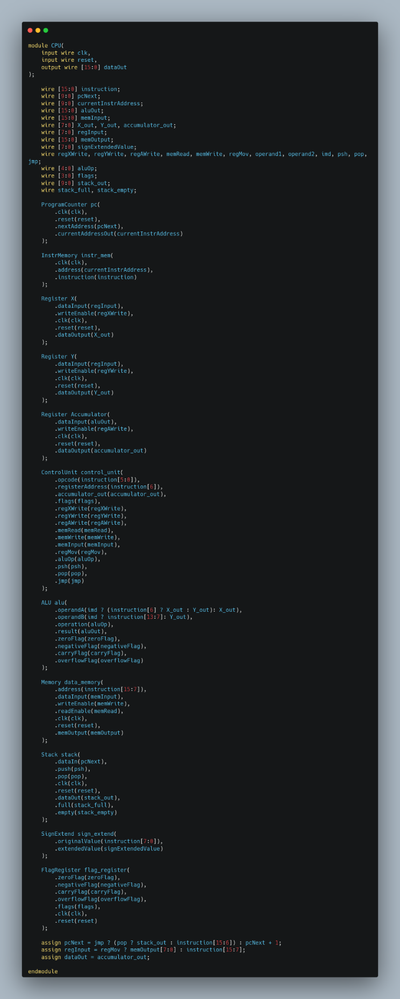 module CPU(
    input wire clk,
    input wire reset,
    output wire [15:0] dataOut
);

    wire [15:0] instruction;
    wire [9:0] pcNext;
    wire [9:0] currentInstrAddress;
    wire [15:0] aluOut;
    wire [15:0] memInput;
    wire [7:0] X_out, Y_out, accumulator_out;
    wire [7:0] regInput;
    wire [15:0] memOutput;
    wire [7:0] signExtendedValue;
    wire regXWrite, regYWrite, regAWrite, memRead, memWrite, regMov, operand1, operand2, imd, psh, pop,
jmp;
    wire [4:0] aluOp;
    wire [3:0] flags;
    wire [9:0] stack_out;
    wire stack_full, stack_empty;

    ProgramCounter pc(
        .clk(clk),
        .reset(reset),
        .nextAddress(pcNext),
        .currentAddressOut(currentInstrAddress)
    );

    InstrMemory instr_mem(
        .clk(clk),
        .address(currentInstrAddress),
        .instruction(instruction)
    );

    Register X(
        .dataInput(regInput),
        .writeEnable(regXWrite),
        .clk(clk),
        .reset(reset),
        .dataOutput(X_out)
    );

    Register Y(
        .dataInput(regInput),
        .writeEnable(regYWrite),
        .clk(clk),
        .reset(reset),
        .dataOutput(Y_out)
    );

    Register Accumulator(
        .dataInput(aluOut),
        .writeEnable(regAWrite),
        .clk(clk),
        .reset(reset),
        .dataOutput(accumulator_out)
    );

    ControlUnit control_unit(
        .opcode(instruction[5:0]),
        .registerAddress(instruction[6]),
        .accumulator_out(accumulator_out),
        .flags(flags),
        .regXWrite(regXWrite),
        .regYWrite(regYWrite),
        .regAWrite(regAWrite),
        .memRead(memRead),
        .memWrite(memWrite),
        .memInput(memInput),
        .regMov(regMov),
        .aluOp(aluOp),
        .psh(psh),
        .pop(pop),
        .jmp(jmp)
    );

    ALU alu(
        .operandA(imd ? (instruction[6] ? X_out : Y_out): X_out),
        .operandB(imd ? instruction[13:7]: Y_out),
        .operation(aluOp),
        .result(aluOut),
        .zeroFlag(zeroFlag),
        .negativeFlag(negativeFlag),
        .carryFlag(carryFlag),
        .overflowFlag(overflowFlag)
    );

    Memory data_memory(
        .address(instruction[15:7]),
        .dataInput(memInput),
        .writeEnable(memWrite),
        .readEnable(memRead),
        .clk(clk),
        .reset(reset),
        .memOutput(memOutput)
    );

    Stack stack(
        .dataIn(pcNext),
        .push(psh),
        .pop(pop),
        .clk(clk),
        .reset(reset),
        .dataOut(stack_out),
        .full(stack_full),
        .empty(stack_empty)
    );

    SignExtend sign_extend(
        .originalValue(instruction[7:0]),
        .extendedValue(signExtendedValue)
    );

    FlagRegister flag_register(
        .zeroFlag(zeroFlag),
        .negativeFlag(negativeFlag),
        .carryFlag(carryFlag),
        .overflowFlag(overflowFlag),
        .flags(flags),
        .clk(clk),
        .reset(reset)
    );

    assign pcNext = jmp ? (pop ? stack_out : instruction[15:6]) : pcNext + 1;
    assign regInput = regMov ? memOutput[7:0] : instruction[15:7];
    assign dataOut = accumulator_out;

endmodule